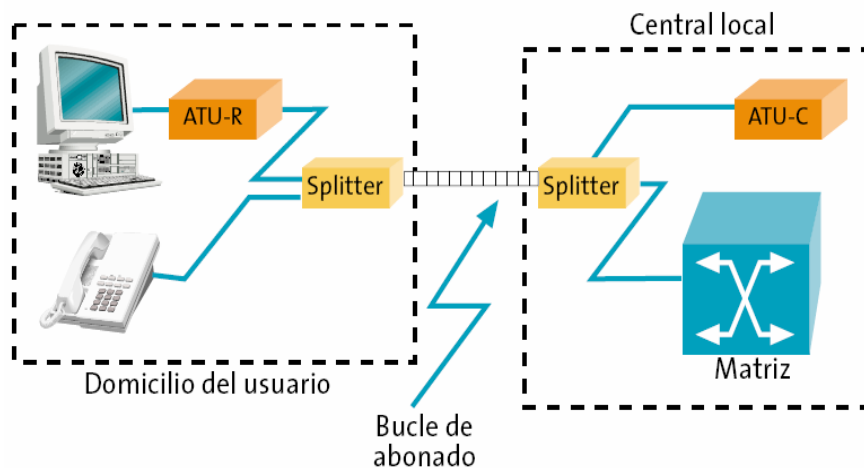 Central local
ATU-R
ATU-C
Splitter
Splitter
Matriz
Domicilio del usuario
Bucle de
abonado